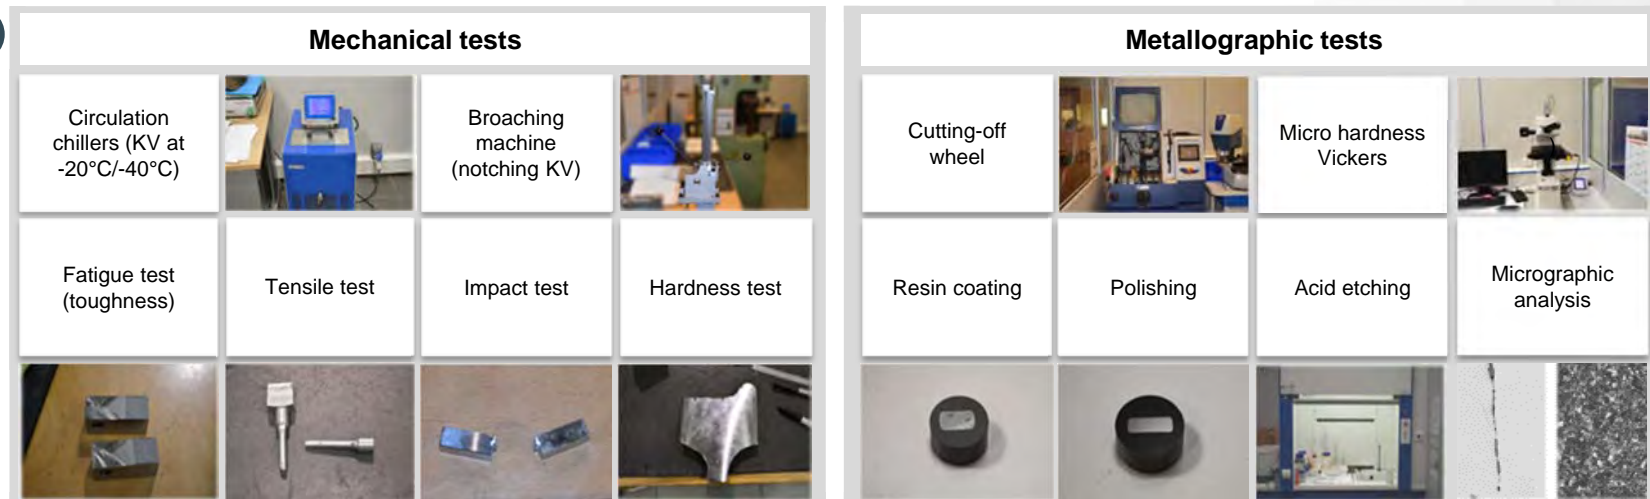 Mechanical tests
Circulation
chillers (KV at
-20°C/-40°C)
Broaching
machine
(notching KV)
Fatigue test
(toughness)
Tensile test
Impact test
Hardness test
Metallographic tests
Cutting-off
wheel
Micro hardness
Vickers
Resin coating
Polishing
Acid etching
Micrographic
analysis